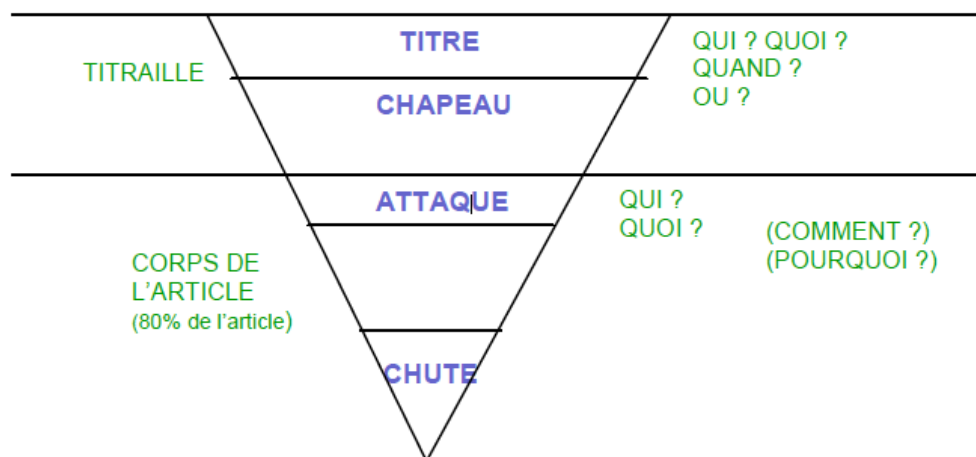 TITRE
QUI ? QUOI ?
TITRAILLE
QUAND ?
OU ?
CHAPEAU
ATTAQUE
QUI ?
QUOI ?
(COMMENT ?)
(POURQUOI ?)
CORPS DE
L'ARTICLE
(80% de l'article)
CHUTE